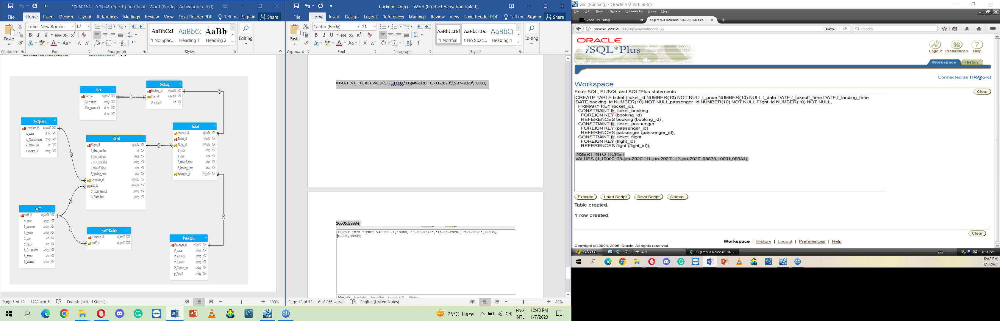 100601642-7CS082-report-part1 final - Word (Product Activation Failed)
File Home Insert Design Layout References Mailings Review View Foxit Reader PDF Tell me Sign in Share
Times New Roman 12
AaBbCcI AaBbC AaBb
¶ No Spac... Heading 1 Heading 2
Paste Editing
Clipboard Font Paragraph Styles
User
User_id objectId NN
User_name string NN
User_password string NN
string NN
booking
Booking_id objectId NN
User_id objectId NN
B_amount int NN
Aeroplane
Aeroplane_id objectId NN
A_name string NN
A_Manufacturer string NN
A_Model_no int NN
Company_id string NN
Flight
Flight_id objectId NN
F_Seat_number int NN
F_seat_amount string NN
F_seat_available string NN
F_takeoff_time date NN
F_landing_time date NN
Aeroplane_id objectId NN
staff_id objectId NN
C_flight_takeoff string NN
C_flight_land string NN
Ticket
booking_id objectId NN
Ticket_id objectId NN
Flight_id objectId NN
T_price string NN
T_date date NN
F_takeoff_time date NN
F_landing_time date NN
Passenger_id objectId NN
staff
Staff_id objectId NN
S_name string NN
S_surname string NN
S_gender string NN
S_age int NN
S_salary int NN
S_Designation string NN
S_phone int NN
S_address string NN
Staff_Rating
S_Rating_id objectId NN
Staff_id objectId NN
Passenger
Passenger_id objectId NN
P_name string NN
P_surname string NN
P_Gender string NN
P_Contact_no string NN
p_Gmail string NN
Page 5 of 12 1783 words English (United States) 100%
backend source - Word (Product Activation Failed)
File Home Insert Design Layout References Mailings Review View Foxit Reader PDF Tell me Sign in Share
Calibri (Body) 11
AaBbCcDd AaBbCcDd AaBbC
¶ Normal ¶ No Spac... Heading 1
Paste Editing
Clipboard Font Paragraph Styles
INSERT INTO TICKET VALUES (1,10000,'11-jan-2020','11-11-2020','2-jan-2020',98833,
10005,99934)
INSERT INTO TICKET VALUES (1,10000,'11-11-2020','11-11-2020','2-1-2020',98833,
10005,99934)
Results Explain Describe Saved SQL History
Page 12 of 13 6 of 266 words English (United States) 80%
25°C Haze ENG INTL 12:48 PM 1/7/2023
win [Running] - Oracle VM VirtualBox
File Edit View History Bookmarks Tools Help
Zone 94 - Blog iSQL*Plus Release 10.2.0.1.0 Pro...
winxpie-22412:5560/isqlplus/workspace.uix 110% Search
ORACLE
iSQL*Plus
Logout Preferences Help
Workspace History
Connected as HR@orcl
Workspace
Enter SQL, PL/SQL and SQL*Plus statements.
Clear
CREATE TABLE ticket (ticket_id NUMBER(10) NOT NULL,t_price NUMBER(10) NULL,t_date DATE,f_takeoff_time DATE,f_landing_time
DATE,booking_id NUMBER(10) NOT NULL,passenger_id NUMBER(10) NOT NULL,Flight_id NUMBER(10) NOT NULL,
PRIMARY KEY (ticket_id),
CONSTRAINT fk_ticket_booking
FOREIGN KEY (booking_id)
REFERENCES booking (booking_id) ,
CONSTRAINT fk_ticket_passenger
FOREIGN KEY (passenger_id)
REFERENCES passenger (passenger_id),
CONSTRAINT fk_ticket_flight
FOREIGN KEY (flight_id)
REFERENCES flight (flight_id));
INSERT INTO TICKET
VALUES (1,10000,'08-jan-2020','11-jan-2020','12-jan-2020',98833,10001,99934);
Execute Load Script Save Script Cancel
Table created.
1 row created.
Clear
Workspace | History | Logout | Preferences | Help
Copyright (c) 2003, 2005, Oracle. All rights reserved.
start C:\ iSQL*Plus Release 10... 1:48 AM
12:48 PM
1/7/2023